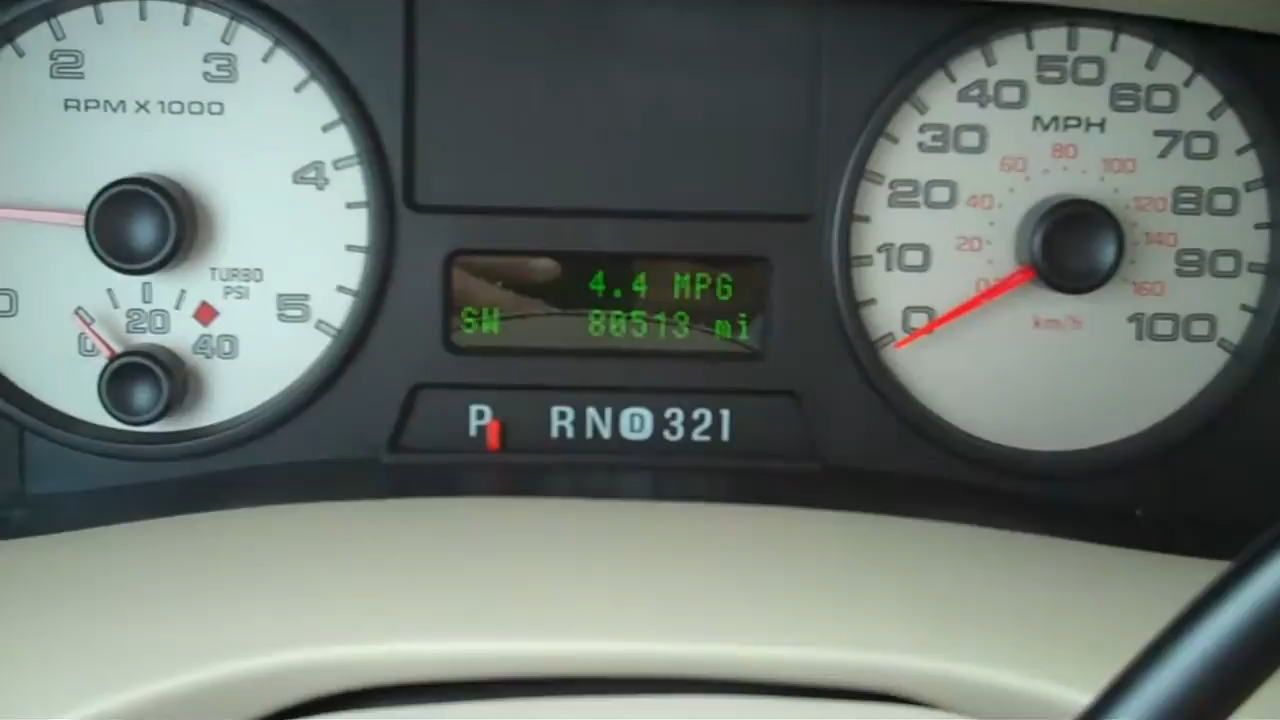 2 3 4 5
RPM X 1000
TURBO
PSI
0 20 40
4.4 MPG
SW 80513 mi
P R N D 3 2 1
0 10 20 30 40 50 60 70 80 90 100
MPH
0 20 40 60 80 100 120 140 160
km/h